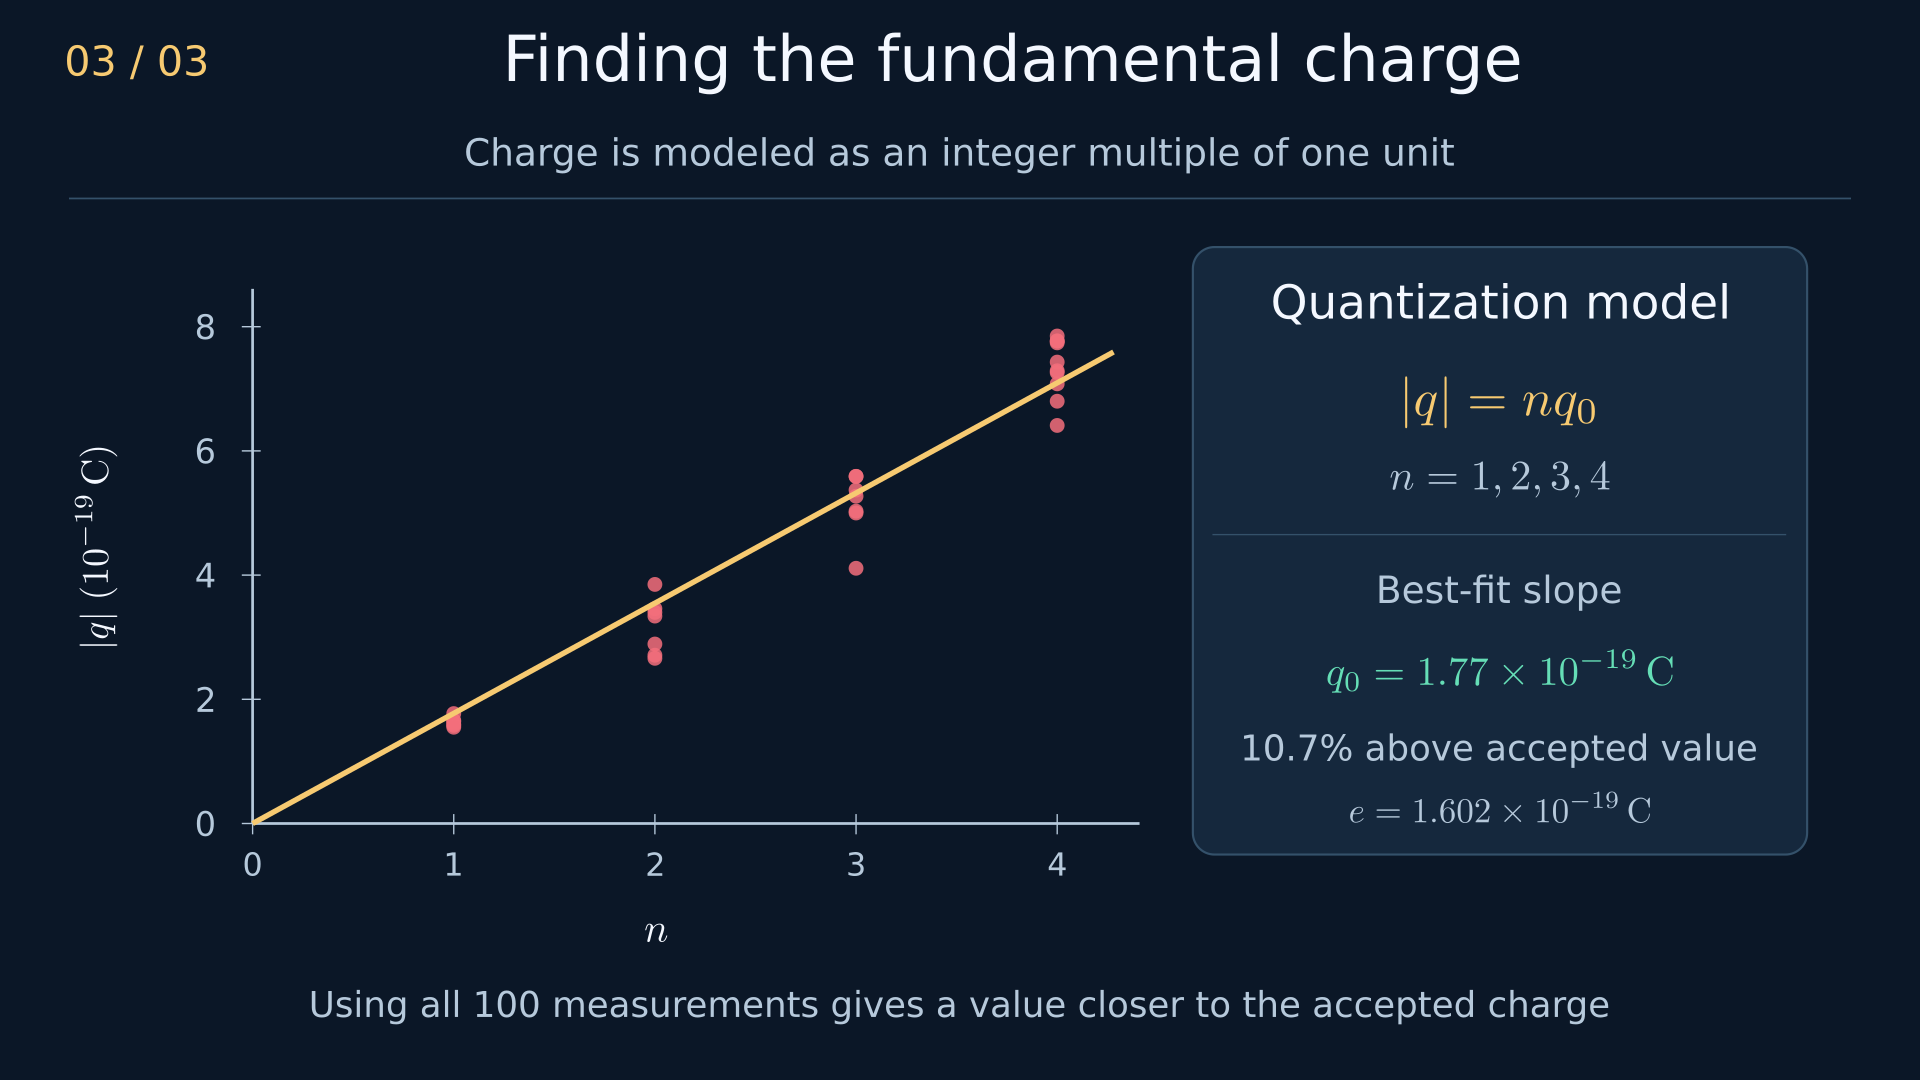 03 / 03
Finding the fundamental charge
Charge is modeled as an integer multiple of one unit
8
6
4
2
0
0 1 2 3 4
|q| (10⁻¹⁹ C)
n
Quantization model
|q| = nq₀
n = 1, 2, 3, 4
Best-fit slope
q₀ = 1.77 × 10⁻¹⁹ C
10.7% above accepted value
e = 1.602 × 10⁻¹⁹ C
Using all 100 measurements gives a value closer to the accepted charge